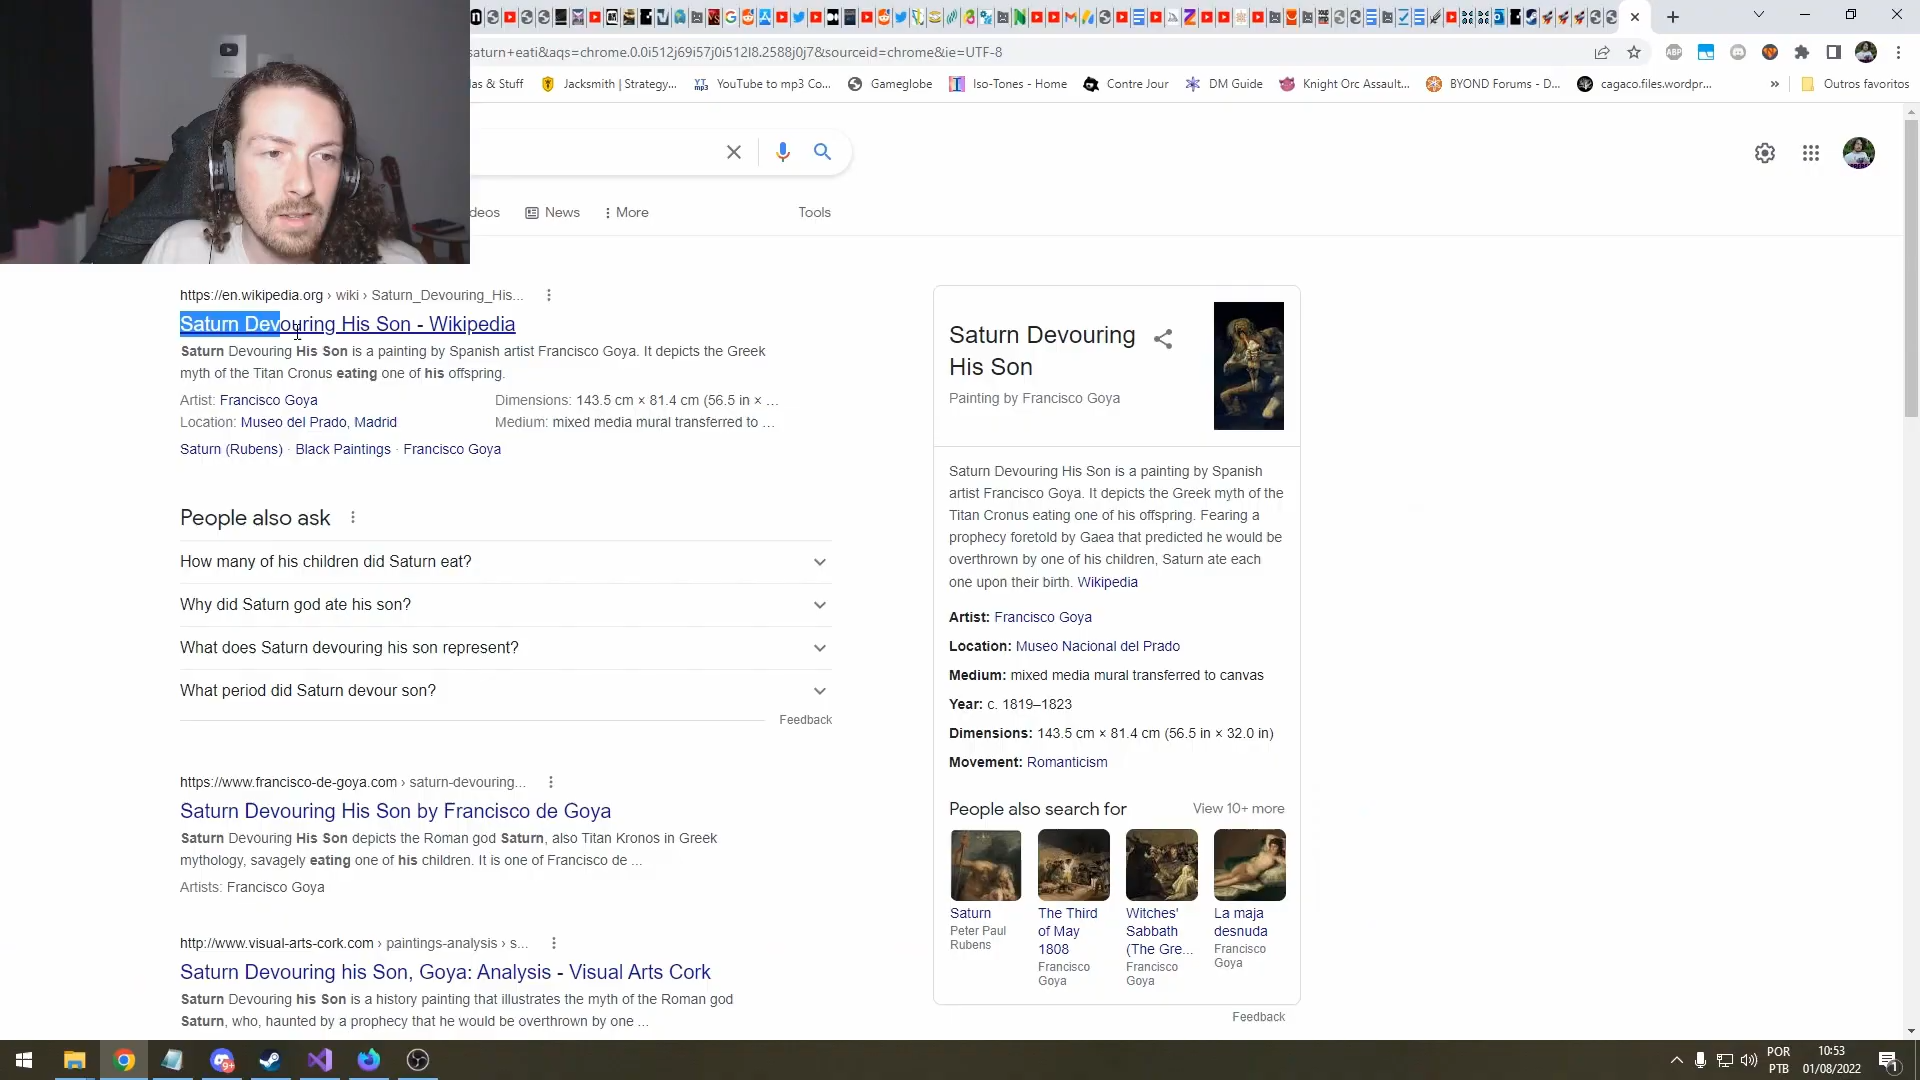 saturn+eati&aqs=chrome.0.0i512j69i57j0i512l8.2588j0j7&sourceid=chrome&ie=UTF-8
as & Stuff
Jacksmith | Strategy...
YouTube to mp3 Co...
Gameglobe
Iso-Tones - Home
Contre Jour
DM Guide
Knight Orc Assault...
BYOND Forums - D...
cagaco.files.wordpr...
»
Outros favoritos
deos
News
More
Tools
https://en.wikipedia.org › wiki › Saturn_Devouring_His...
Saturn Devouring His Son - Wikipedia
Saturn Devouring His Son is a painting by Spanish artist Francisco Goya. It depicts the Greek
myth of the Titan Cronus eating one of his offspring.
Artist: Francisco Goya
Dimensions: 143.5 cm × 81.4 cm (56.5 in × ...
Location: Museo del Prado, Madrid
Medium: mixed media mural transferred to ...
Saturn (Rubens) · Black Paintings · Francisco Goya
People also ask
How many of his children did Saturn eat?
Why did Saturn god ate his son?
What does Saturn devouring his son represent?
What period did Saturn devour son?
Feedback
https://www.francisco-de-goya.com › saturn-devouring...
Saturn Devouring His Son by Francisco de Goya
Saturn Devouring His Son depicts the Roman god Saturn, also Titan Kronos in Greek
mythology, savagely eating one of his children. It is one of Francisco de ...
Artists: Francisco Goya
http://www.visual-arts-cork.com › paintings-analysis › s...
Saturn Devouring his Son, Goya: Analysis - Visual Arts Cork
Saturn Devouring his Son is a history painting that illustrates the myth of the Roman god
Saturn, who, haunted by a prophecy that he would be overthrown by one ...
Saturn Devouring
His Son
Painting by Francisco Goya
Saturn Devouring His Son is a painting by Spanish
artist Francisco Goya. It depicts the Greek myth of the
Titan Cronus eating one of his offspring. Fearing a
prophecy foretold by Gaea that predicted he would be
overthrown by one of his children, Saturn ate each
one upon their birth. Wikipedia
Artist: Francisco Goya
Location: Museo Nacional del Prado
Medium: mixed media mural transferred to canvas
Year: c. 1819–1823
Dimensions: 143.5 cm × 81.4 cm (56.5 in × 32.0 in)
Movement: Romanticism
People also search for
View 10+ more
Saturn
Peter Paul
Rubens
The Third
of May
1808
Francisco
Goya
Witches'
Sabbath
(The Gre...
Francisco
Goya
La maja
desnuda
Francisco
Goya
Feedback
POR
PTB
10:53
01/08/2022